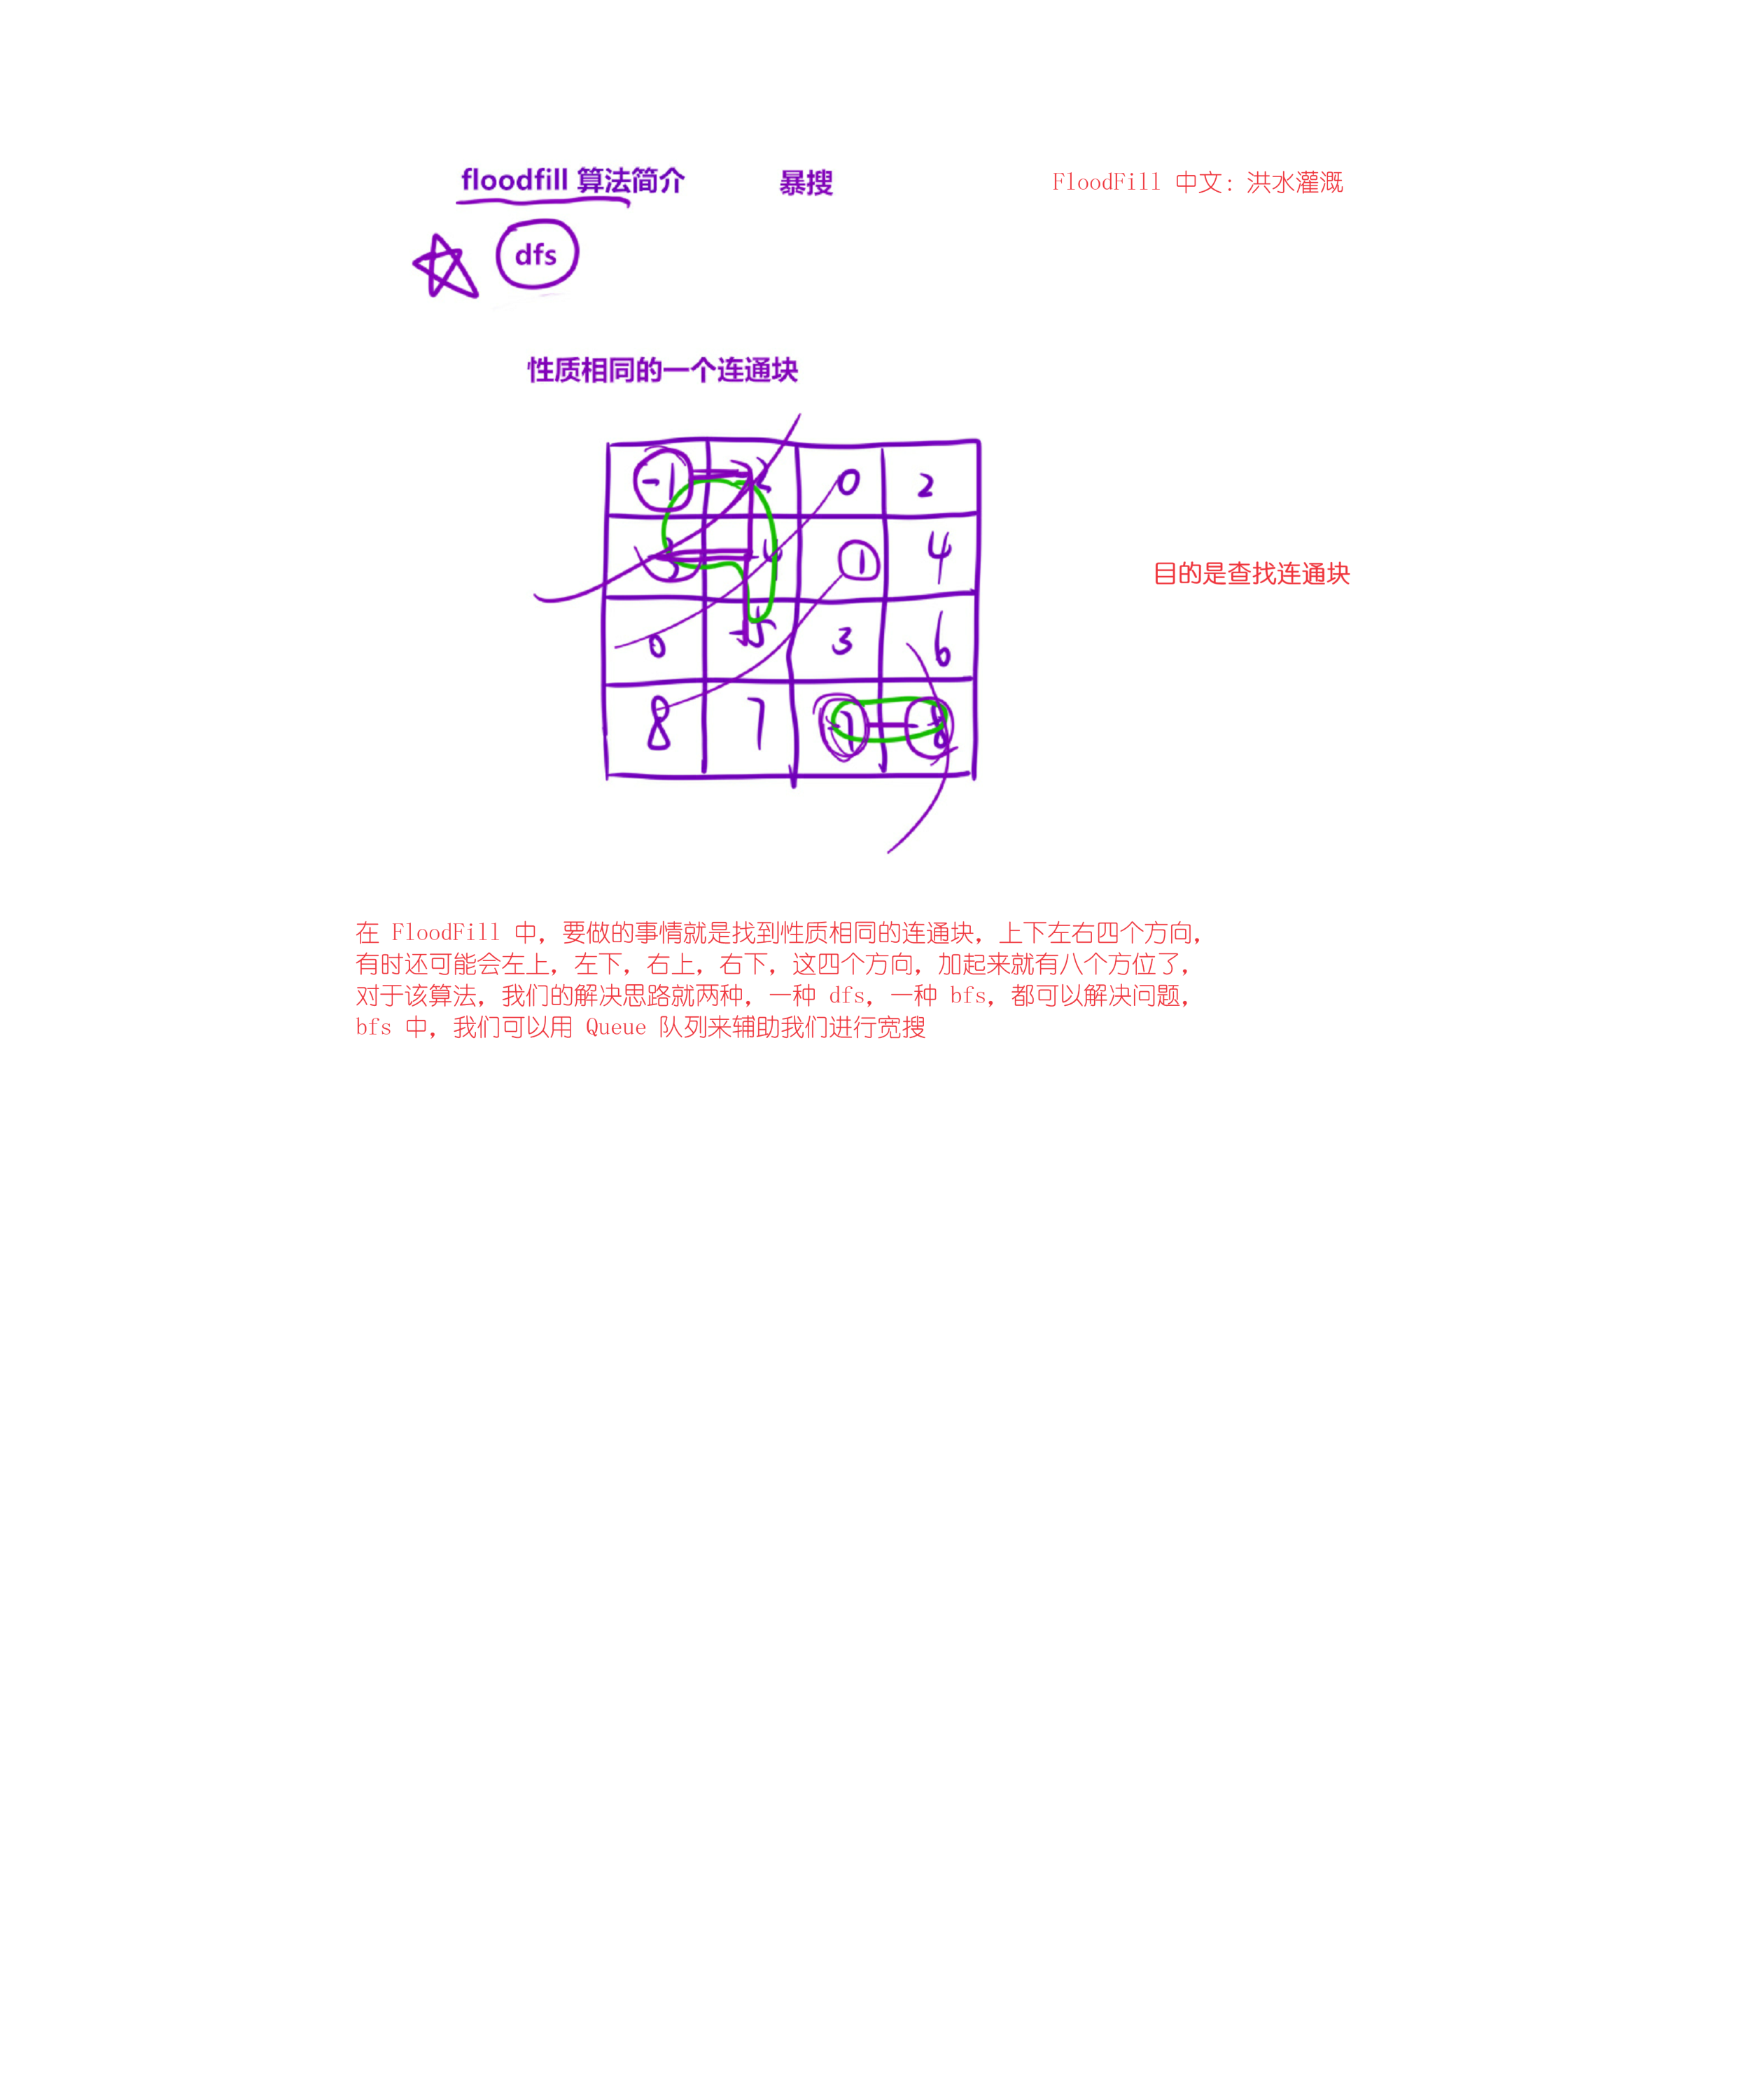 floodfill 算法简介 暴搜 FloodFill 中文: 洪水灌溉
dfs
性质相同的一个连通块
-1 0 2
1 4
目的是查找连通块
0 3 6
8 7
在 FloodFill 中, 要做的事情就是找到性质相同的连通块, 上下左右四个方向,
有时还可能会左上, 左下, 右上, 右下, 这四个方向, 加起来就有八个方位了,
对于该算法, 我们的解决思路就两种, 一种 dfs, 一种 bfs, 都可以解决问题,
bfs 中, 我们可以用 Queue 队列来辅助我们进行宽搜